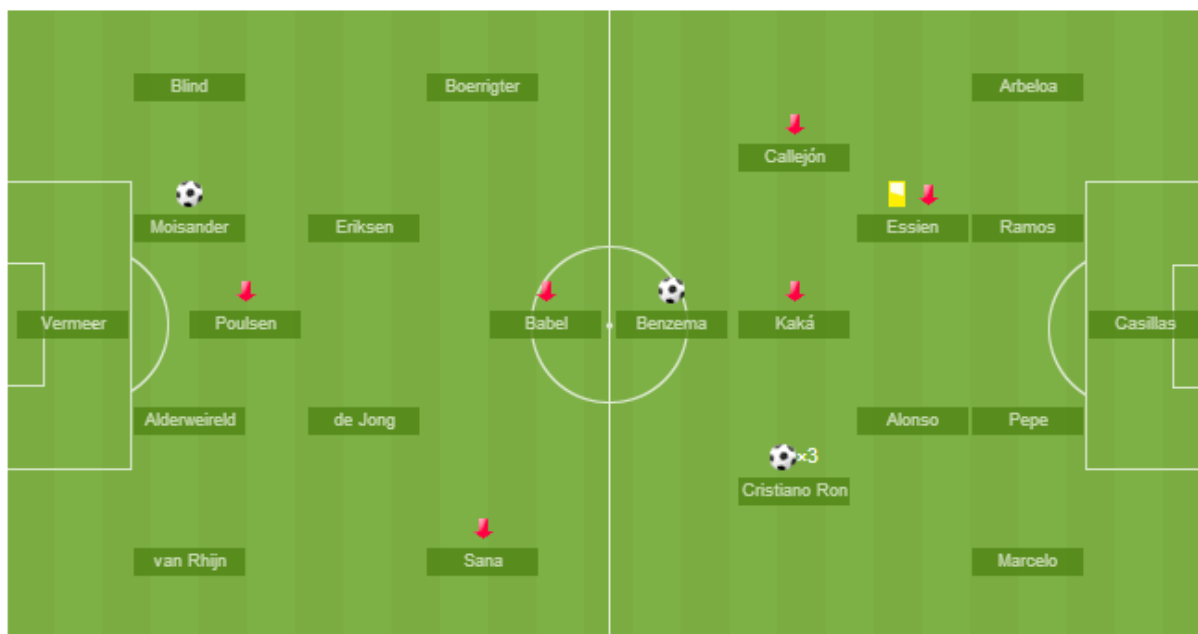 Blind
Boerrigter
Arbeloa
Callejón
Moisander
Eriksen
Essien
Ramos
Vermeer
Poulsen
Babel
Benzema
Kaká
Casillas
Alderweireld
de Jong
Alonso
Pepe
×3
Cristiano Ron
van Rhijn
Sana
Marcelo